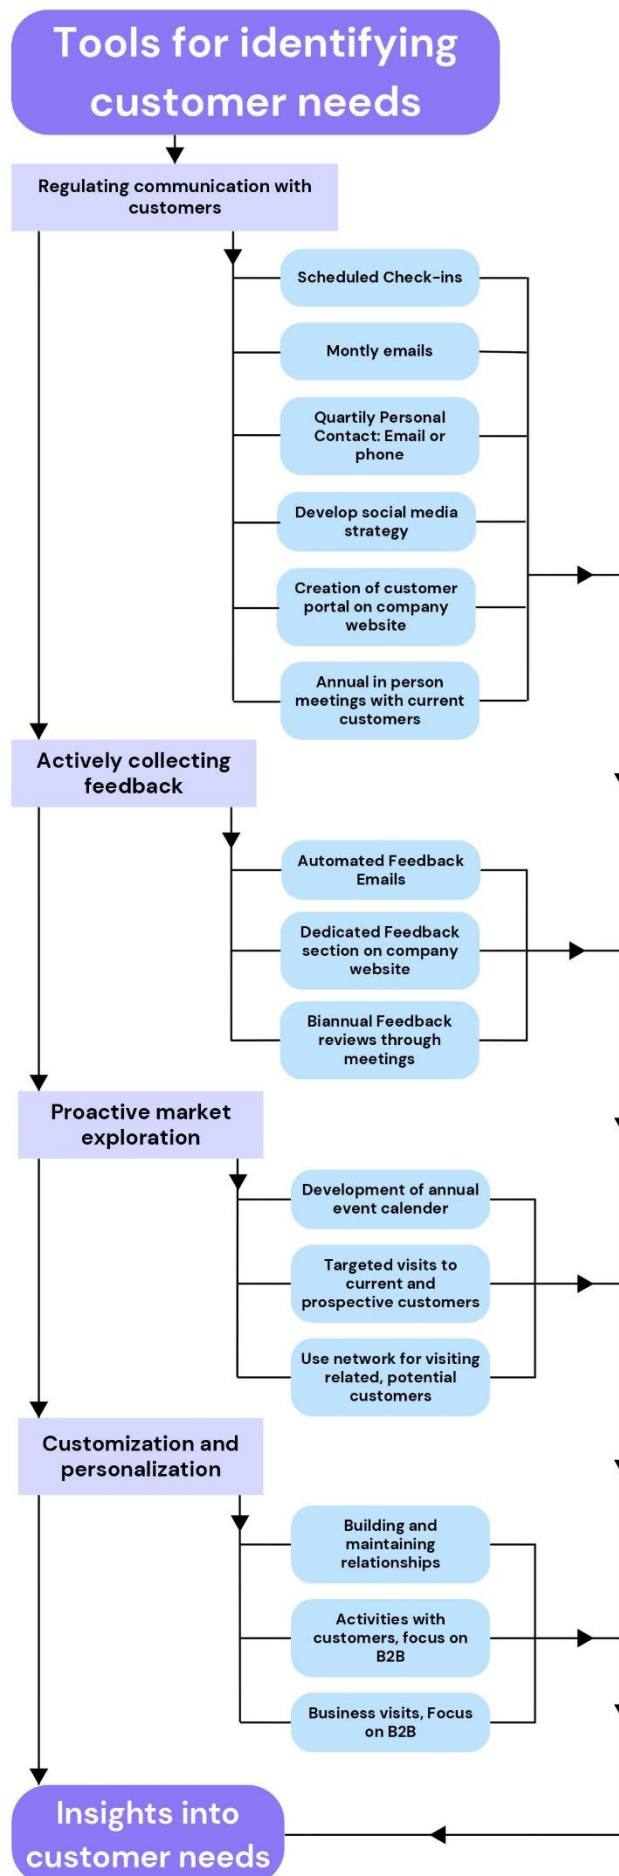 Tools for identifying
customer needs
Regulating communication with
customers
Scheduled Check-ins
Montly emails
Quartily Personal
Contact: Email or
phone
Develop social media
strategy
Creation of customer
portal on company
website
Annual in person
meetings with current
customers
Actively collecting
feedback
Automated Feedback
Emails
Dedicated Feedback
section on company
website
Biannual Feedback
reviews through
meetings
Proactive market
exploration
Development of annual
event calender
Targeted visits to
current and
prospective customers
Use network for visiting
related, potential
customers
Customization and
personalization
Building and
maintaining
relationships
Activities with
customers, focus on
B2B
Business visits, Focus
on B2B
Insights into
customer needs